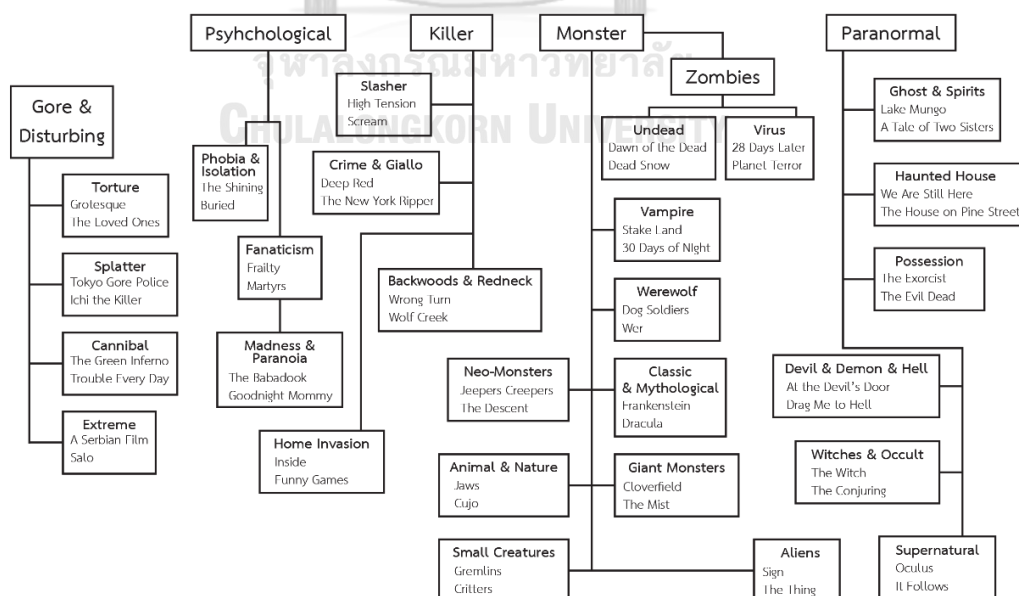 Psyhchological
Killer
Monster
Paranormal
จุฬาลงกรณ์มหาวิทยาลัย
CHULALONGKORN UNIVERSITY
Gore &
Disturbing
Torture
Grotesque
The Loved Ones
Splatter
Tokyo Gore Police
Ichi the Killer
Cannibal
The Green Inferno
Trouble Every Day
Extreme
A Serbian Film
Salo
Phobia &
Isolation
The Shining
Buried
Fanaticism
Frailty
Martyrs
Madness &
Paranoia
The Babadook
Goodnight Mommy
Slasher
High Tension
Scream
Crime & Giallo
Deep Red
The New York Ripper
Backwoods & Redneck
Wrong Turn
Wolf Creek
Home Invasion
Inside
Funny Games
Zombies
Undead
Dawn of the Dead
Dead Snow
Virus
28 Days Later
Planet Terror
Vampire
Stake Land
30 Days of Night
Werewolf
Dog Soldiers
Wer
Neo-Monsters
Jeepers Creepers
The Descent
Classic
& Mythological
Frankenstein
Dracula
Animal & Nature
Jaws
Cujo
Giant Monsters
Cloverfield
The Mist
Small Creatures
Gremlins
Critters
Aliens
Sign
The Thing
Ghost & Spirits
Lake Mungo
A Tale of Two Sisters
Haunted House
We Are Still Here
The House on Pine Street
Possession
The Exorcist
The Evil Dead
Devil & Demon & Hell
At the Devil's Door
Drag Me to Hell
Witches & Occult
The Witch
The Conjuring
Supernatural
Oculus
It Follows